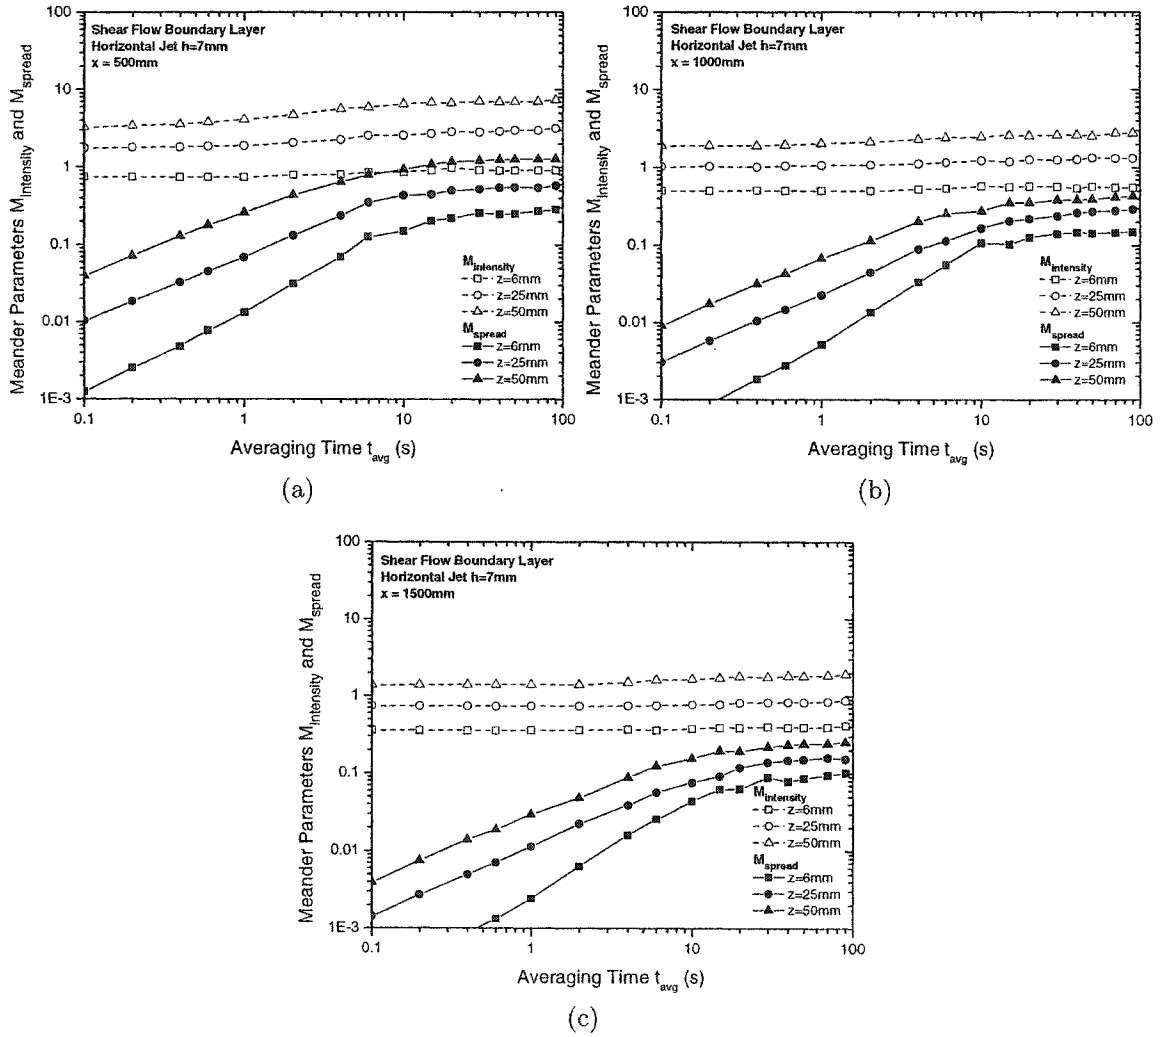 Shear Flow Boundary Layer
Horizontal Jet h=7mm
x = 500mm
Meander Parameters M_intensity and M_spread
100
10
1
0.1
0.01
1E-3
M_intensity
z=6mm
z=25mm
z=50mm
M_spread
z=6mm
z=25mm
z=50mm
0.1
1
10
100
Averaging Time t_avg (s)
(a)
Shear Flow Boundary Layer
Horizontal Jet h=7mm
x = 1000mm
Meander Parameters M_intensity and M_spread
100
10
1
0.1
0.01
1E-3
M_intensity
z=6mm
z=25mm
z=50mm
M_spread
z=6mm
z=25mm
z=50mm
0.1
1
10
100
Averaging Time t_avg (s)
(b)
Shear Flow Boundary Layer
Horizontal Jet h=7mm
x = 1500mm
Meander Parameters M_intensity and M_spread
100
10
1
0.1
0.01
1E-3
M_intensity
z=6mm
z=25mm
z=50mm
M_spread
z=6mm
z=25mm
z=50mm
0.1
1
10
100
Averaging Time t_avg (s)
(c)